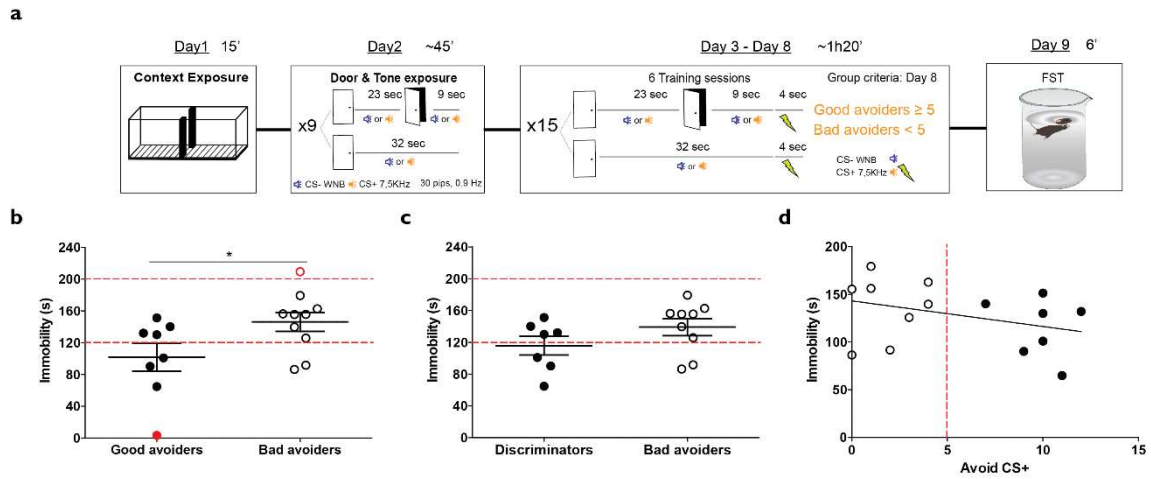 a
Day1 15'
Day2 ~45'
Day 3 - Day 8 ~1h20'
Day 9 6'
Context Exposure
Door & Tone exposure
x9
23 sec
9 sec
or
or
32 sec
or
CS- WNB CS+ 7,5KHz 30 pips, 0.9 Hz
6 Training sessions
Group criteria: Day 8
x15
23 sec
9 sec
4 sec
or
or
32 sec
4 sec
or
Good avoiders ≥ 5
Bad avoiders < 5
CS- WNB
CS+ 7,5KHz
FST
b
Immobility (s)
240
200
160
120
80
40
0
*
Good avoiders
Bad avoiders
c
Immobility (s)
240
200
160
120
80
40
0
Discriminators
Bad avoiders
d
Immobility (s)
200
150
100
50
0
0 5 10 15
Avoid CS+